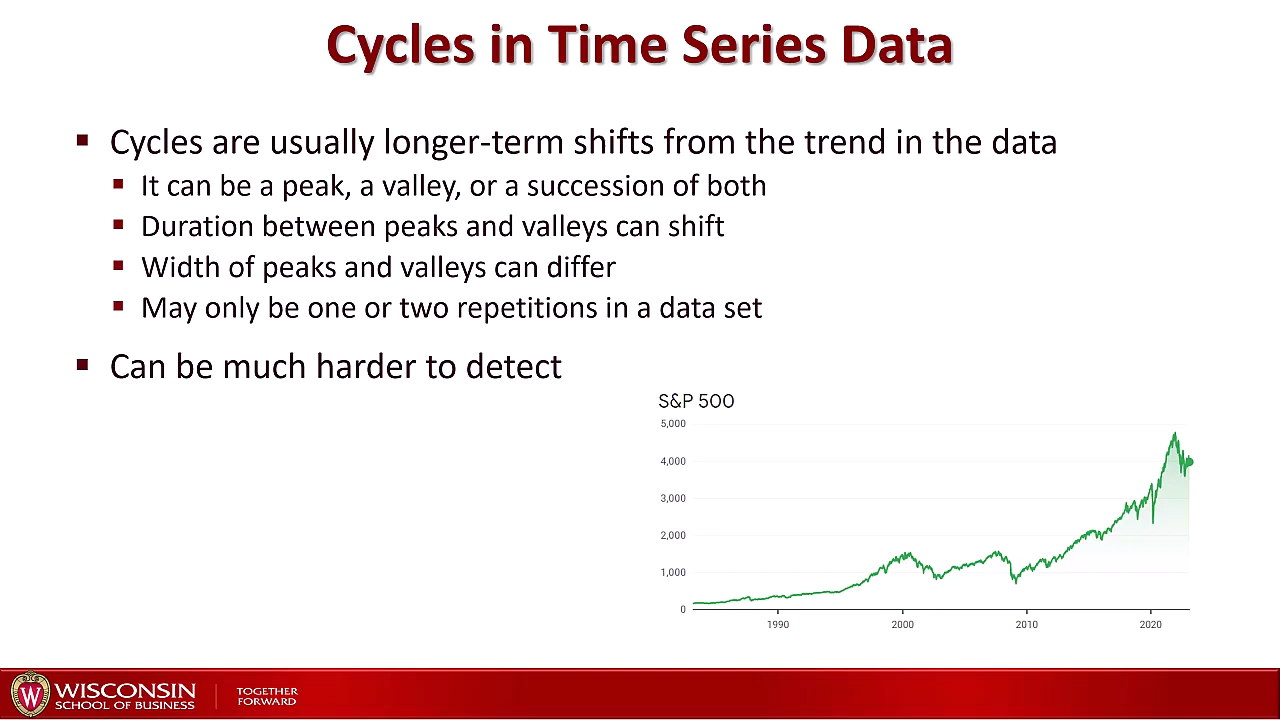 Cycles in Time Series Data
▪ Cycles are usually longer-term shifts from the trend in the data
▪ It can be a peak, a valley, or a succession of both
▪ Duration between peaks and valleys can shift
▪ Width of peaks and valleys can differ
▪ May only be one or two repetitions in a data set
▪ Can be much harder to detect
S&P 500
5,000
4,000
3,000
2,000
1,000
0
1990 2000 2010 2020
W
WISCONSIN
SCHOOL OF BUSINESS
TOGETHER
FORWARD